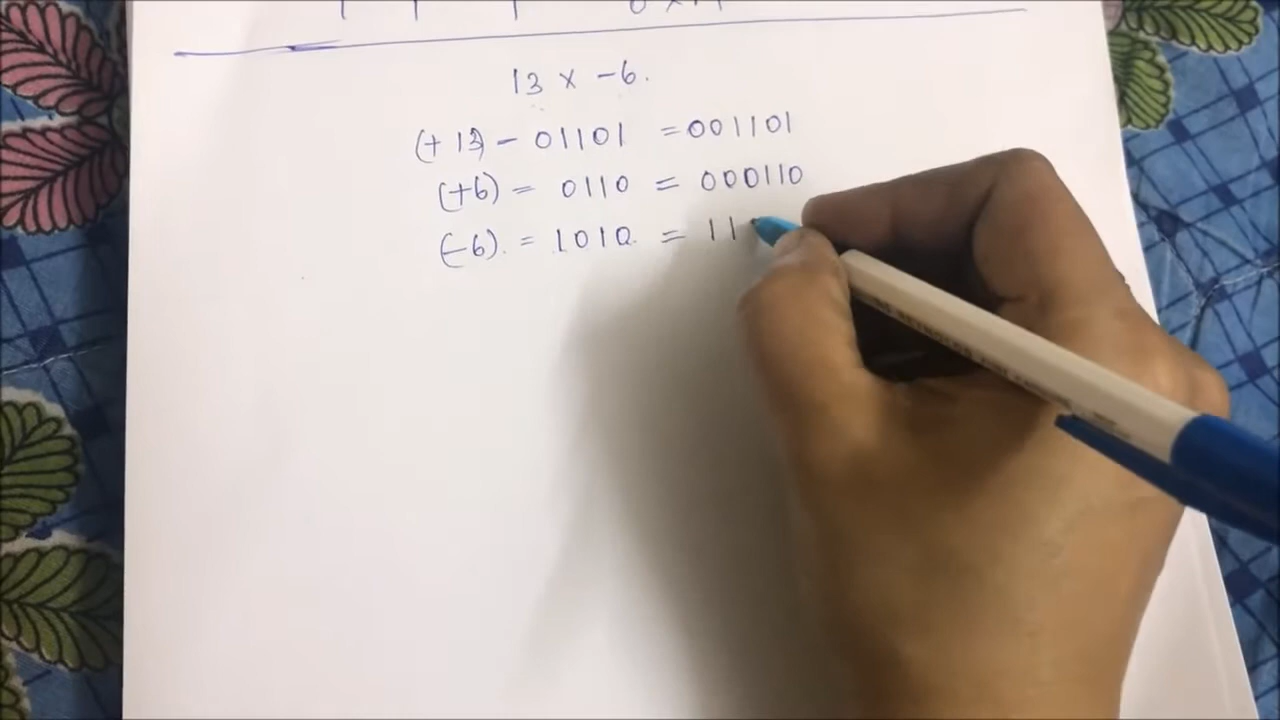 13 x -6.
(+13) - 01101 = 001101
(+6) = 0110 = 000110
(-6). = 1010. = 11